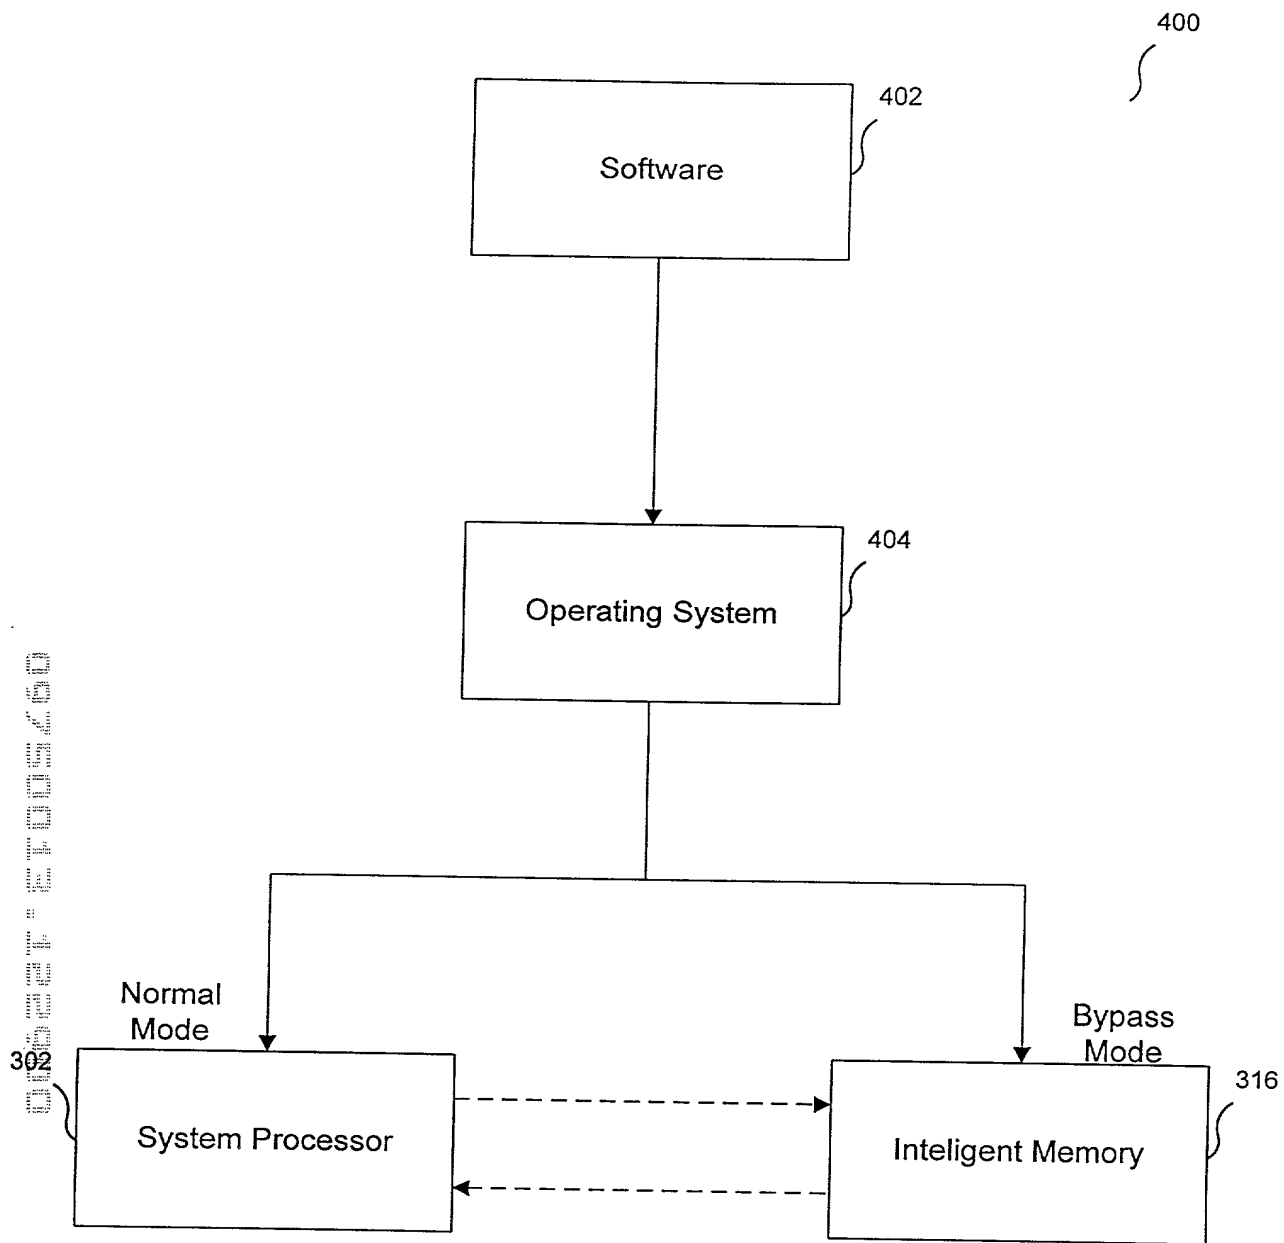 400
402
Software
404
Operating System
Normal
Mode
Bypass
Mode
302
316
System Processor
Inteligent Memory